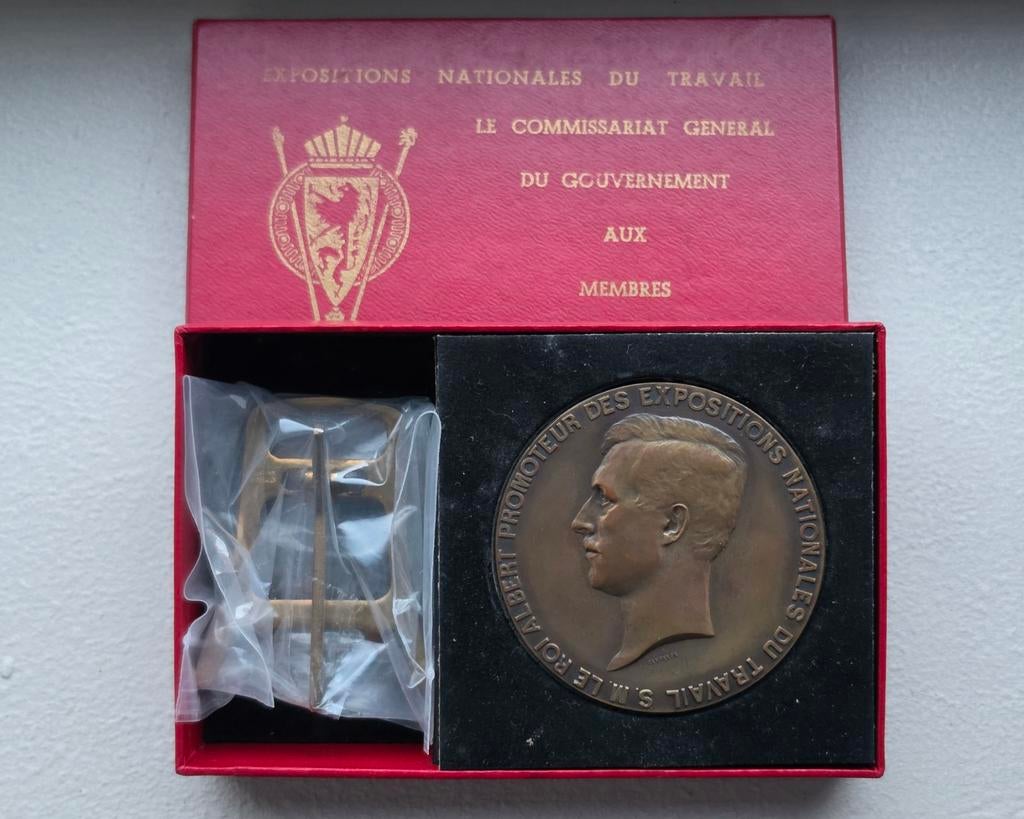 EXPOSITIONS NATIONALES DU TRAVAIL
LE COMMISSARIAT GENERAL
DU GOUVERNEMENT
AUX
MEMBRES
S. M. LE ROI ALBERT PROMOTEUR DES EXPOSITIONS NATIONALES DU TRAVAIL